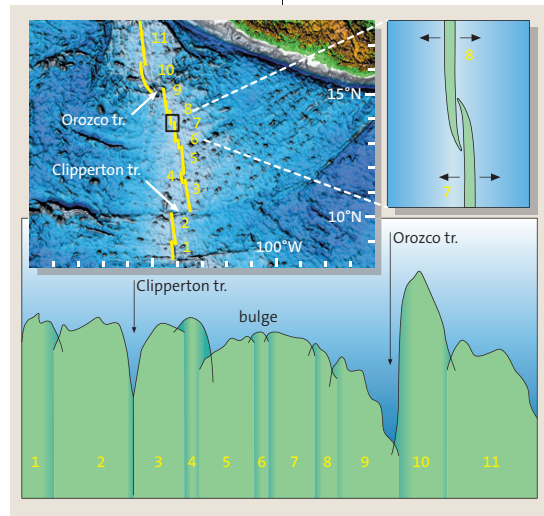 11
10
9
8
7
6
5
4
3
2
1
Orozco tr.
Clipperton tr.
15°N
10°N
100°W
8
7
Orozco tr.
Clipperton tr.
bulge
1 2 3 4 5 6 7 8 9 10 11